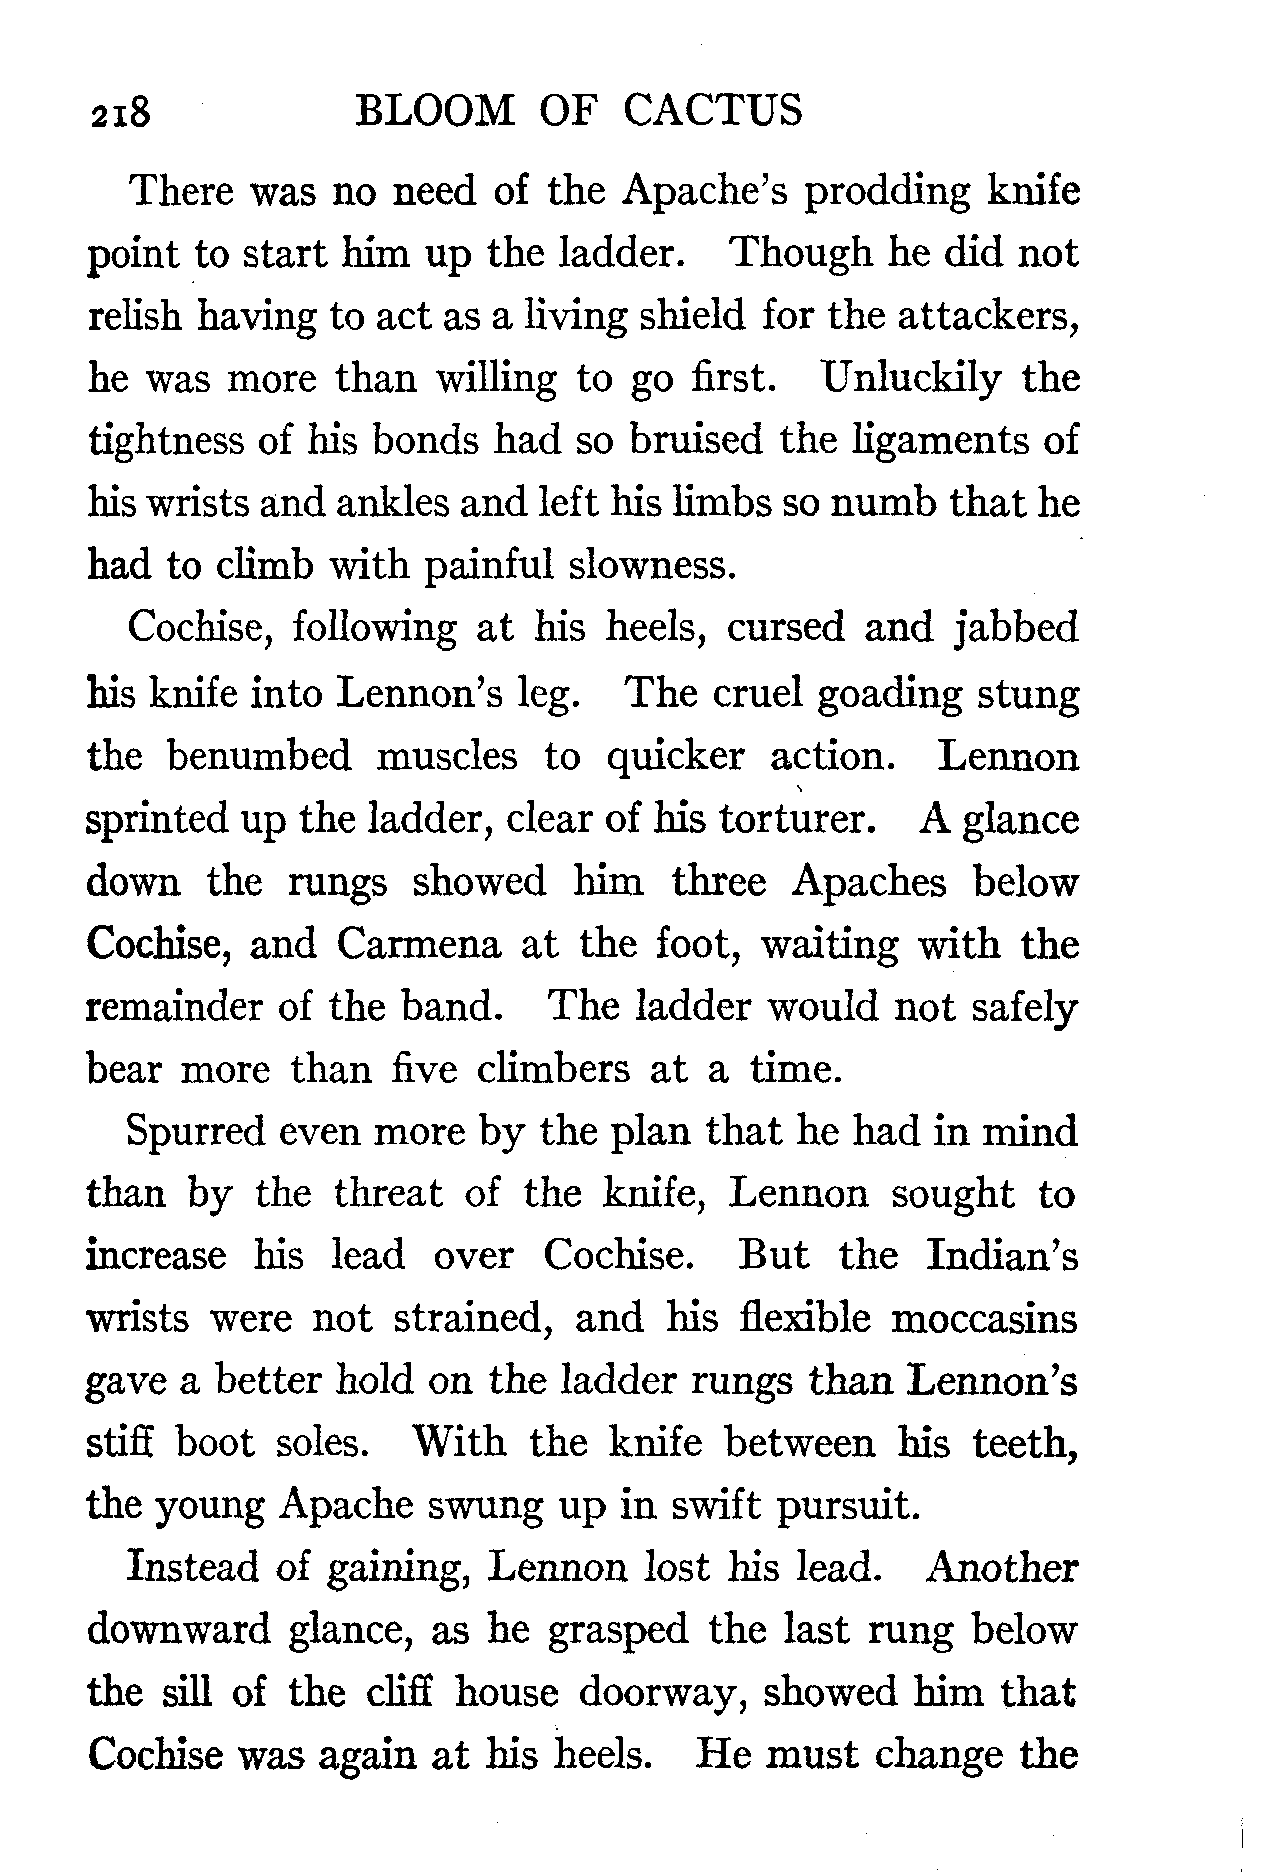 218 BLOOM OF CACTUS
There was no need of the Apache's prodding knife
point to start him up the ladder. Though he did not
relish having to act as a living shield for the attackers,
he was more than willing to go first. Unluckily the
tightness of his bonds had so bruised the ligaments of
his wrists and ankles and left his limbs so numb that he
had to climb with painful slowness.
Cochise, following at his heels, cursed and jabbed
his knife into Lennon's leg. The cruel goading stung
the benumbed muscles to quicker action. Lennon
sprinted up the ladder, clear of his torturer. A glance
down the rungs showed him three Apaches below
Cochise, and Carmena at the foot, waiting with the
remainder of the band. The ladder would not safely
bear more than five climbers at a time.
Spurred even more by the plan that he had in mind
than by the threat of the knife, Lennon sought to
increase his lead over Cochise. But the Indian's
wrists were not strained, and his flexible moccasins
gave a better hold on the ladder rungs than Lennon's
stiff boot soles. With the knife between his teeth,
the young Apache swung up in swift pursuit.
Instead of gaining, Lennon lost his lead. Another
downward glance, as he grasped the last rung below
the sill of the cliff house doorway, showed him that
Cochise was again at his heels. He must change the